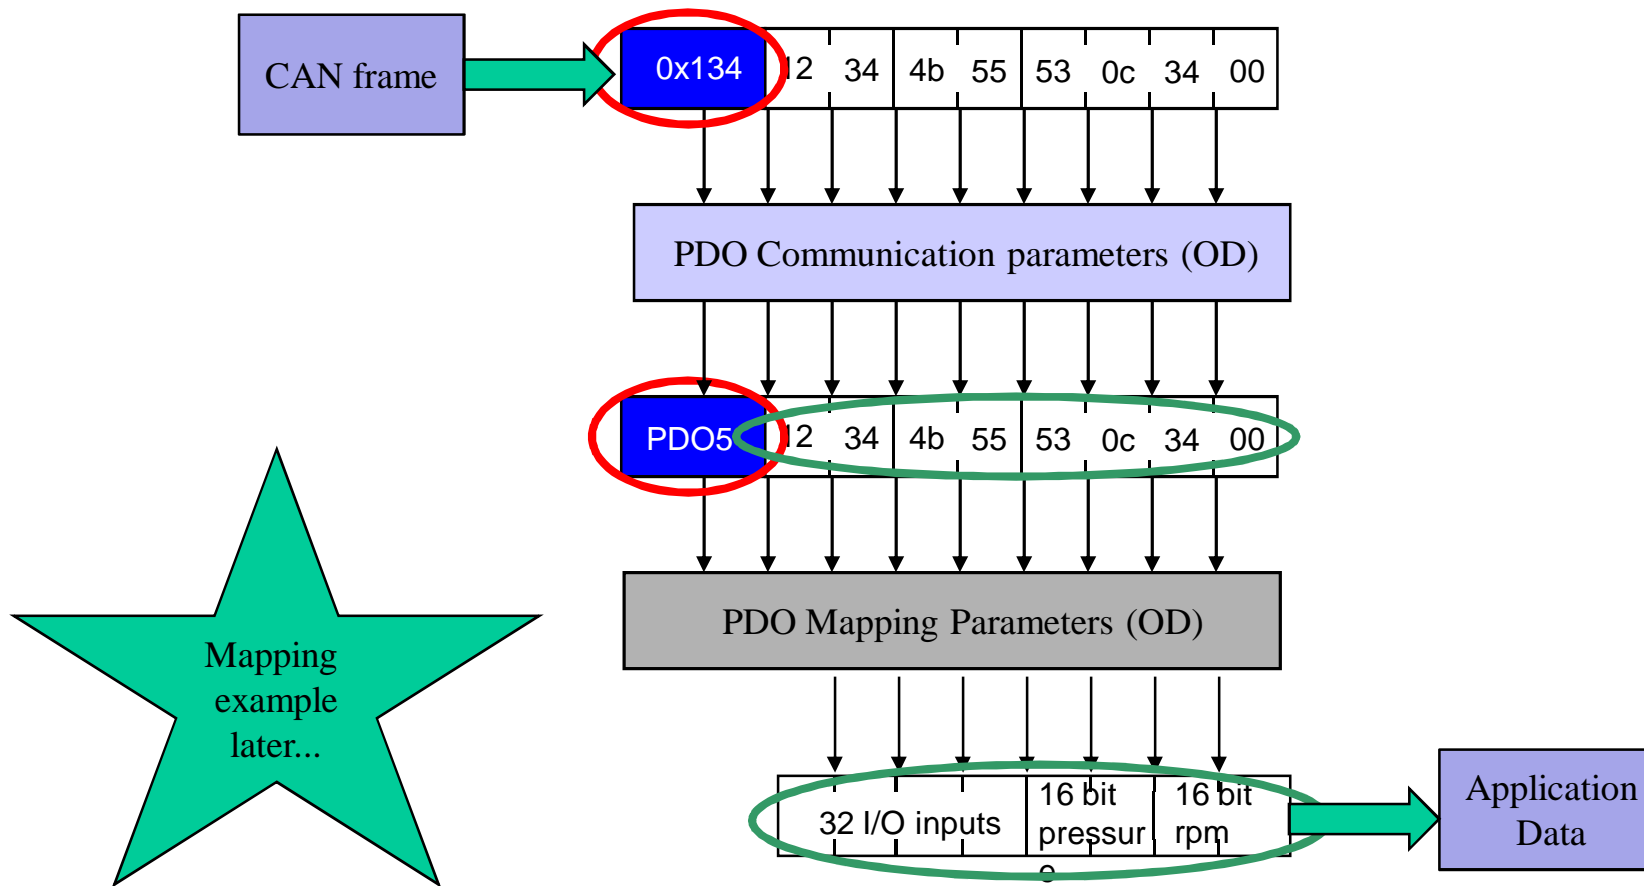 CAN frame
0x134 12 34 4b 55 53 0c 34 00
PDO Communication parameters (OD)
PDO5 12 34 4b 55 53 0c 34 00
PDO Mapping Parameters (OD)
Mapping
example
later...
32 I/O inputs
16 bit
pressur
e
16 bit
rpm
Application
Data